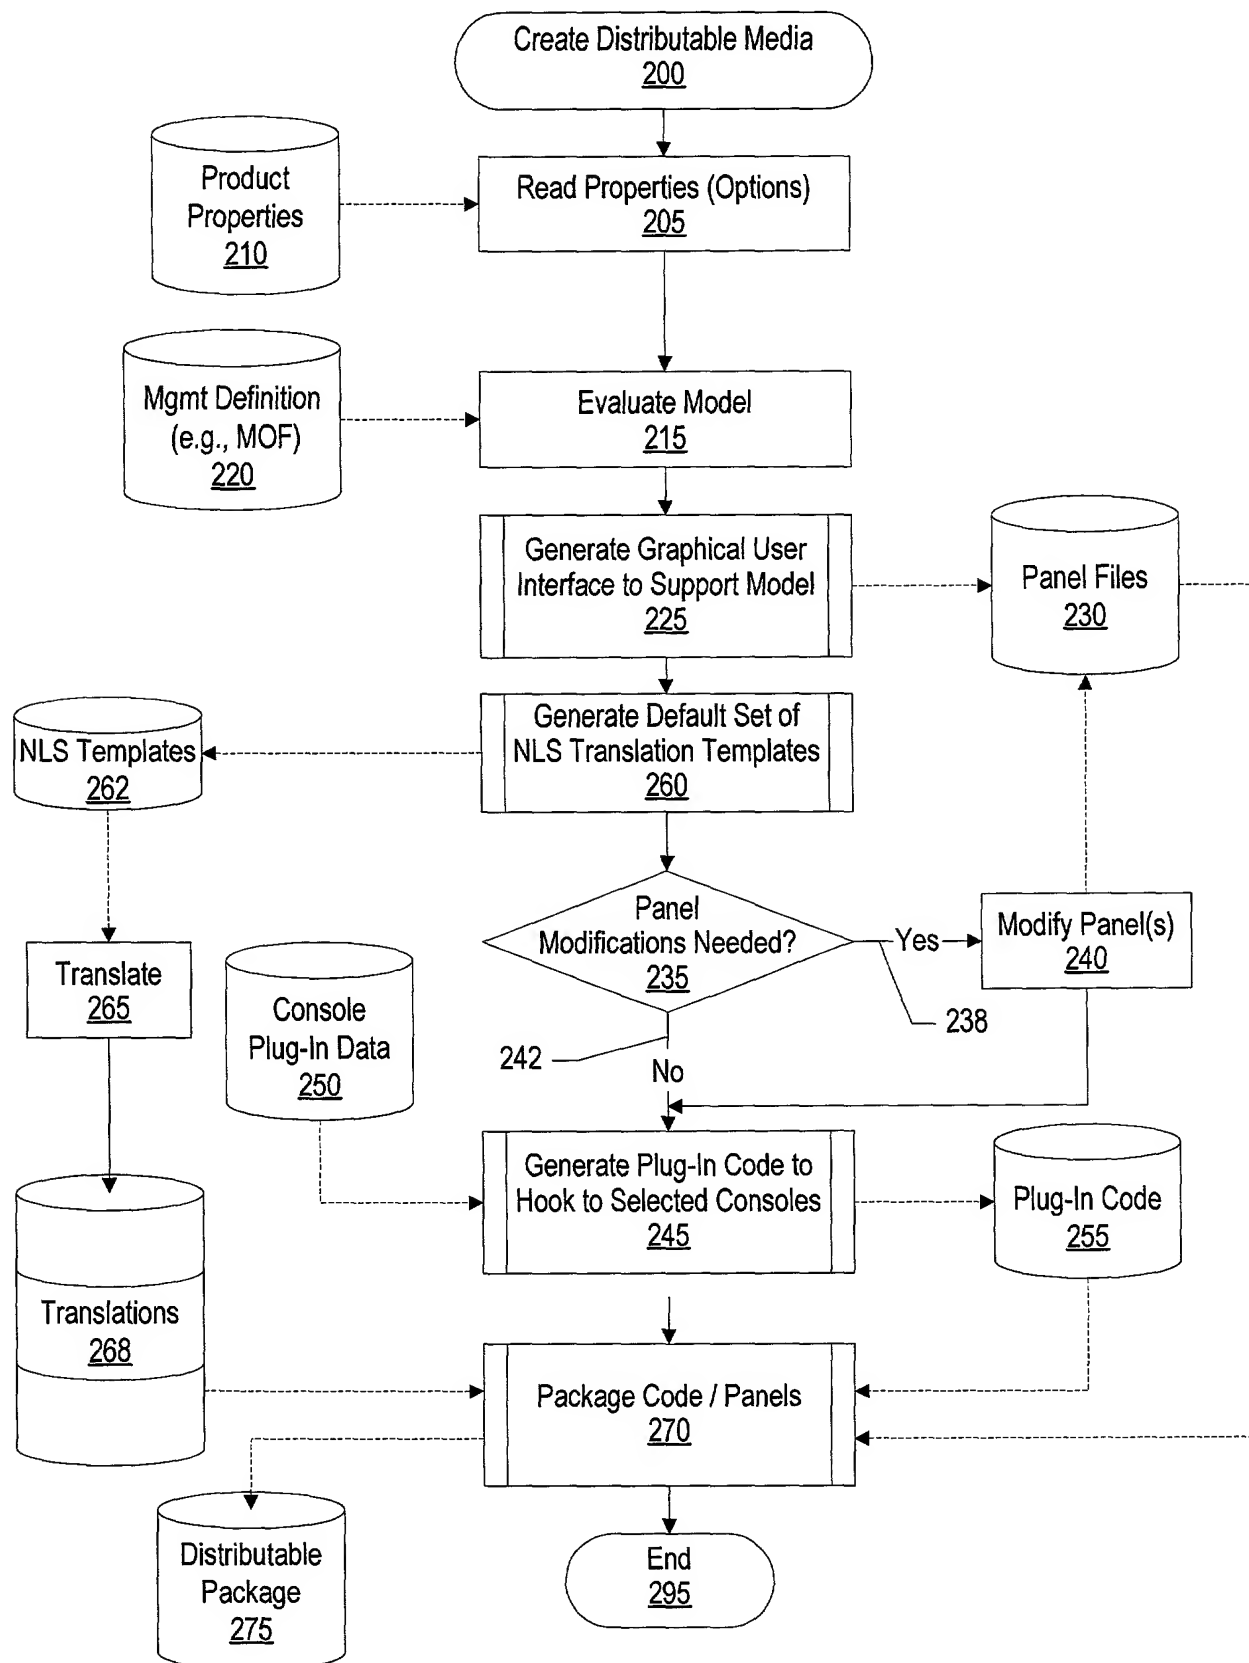 Create Distributable Media
200
Product
Properties
210
Read Properties (Options)
205
Mgmt Definition
(e.g., MOF)
220
Evaluate Model
215
Generate Graphical User
Interface to Support Model
225
Panel Files
230
NLS Templates
262
Generate Default Set of
NLS Translation Templates
260
Panel
Modifications Needed?
235
Yes
238
Modify Panel(s)
240
Translate
265
Console
Plug-In Data
250
242
No
Generate Plug-In Code to
Hook to Selected Consoles
245
Plug-In Code
255
Translations
268
Package Code / Panels
270
Distributable
Package
275
End
295